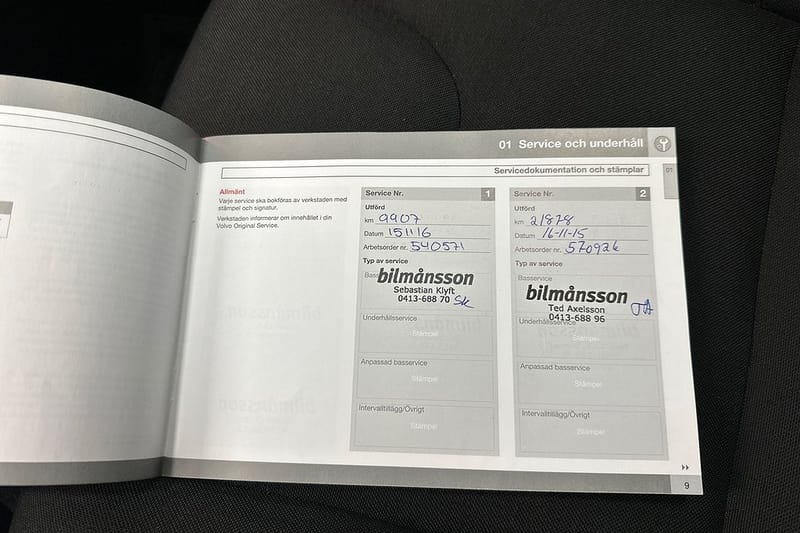 01 Service och underhåll
Servicedokumentation och stämplar
01
Allmänt
Varje service ska bokföras av verkstaden med
stämpel och signatur.
Verkstaden informerar om innehållet i din
Volvo Original Service.
Service Nr. 1
Utförd
km 9907
Datum 151116
Arbetsorder nr. 540571
Typ av service
bilmånsson
Sebastian Klyft
0413-688 70 SK
Underhållsservice
Stämpel
Anpassad basservice
Stämpel
Intervalltillägg/Övrigt
Stämpel
Service Nr. 2
Utförd
km 21878
Datum 16-11-15
Arbetsorder nr. 570926
Typ av service
Basservice
bilmånsson
Ted Axelsson
0413-688 96
Underhållsservice
Stämpel
Anpassad basservice
Stämpel
Intervalltillägg/Övrigt
Stämpel
9